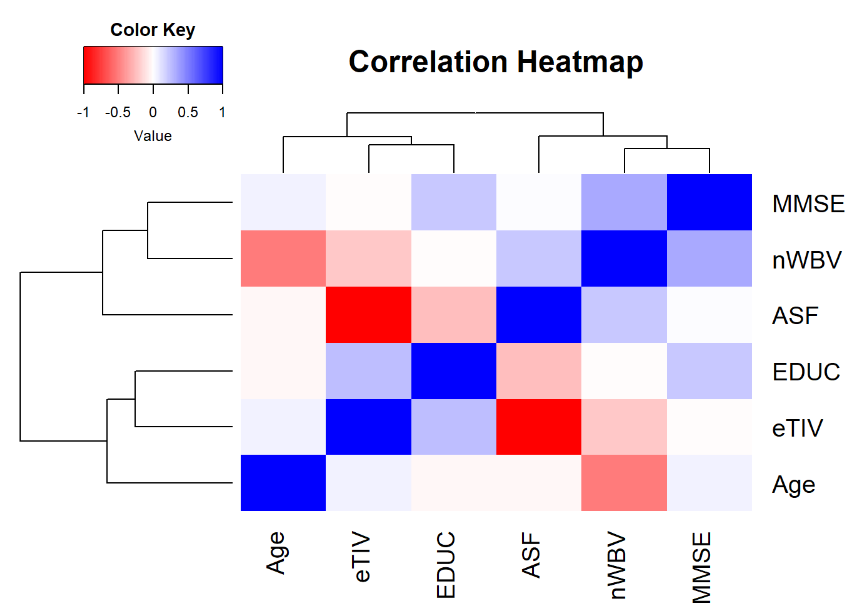 Color Key
-1 -0.5 0 0.5 1
Value
Correlation Heatmap
MMSE
nWBV
ASF
EDUC
eTIV
Age
Age eTIV EDUC ASF nWBV MMSE